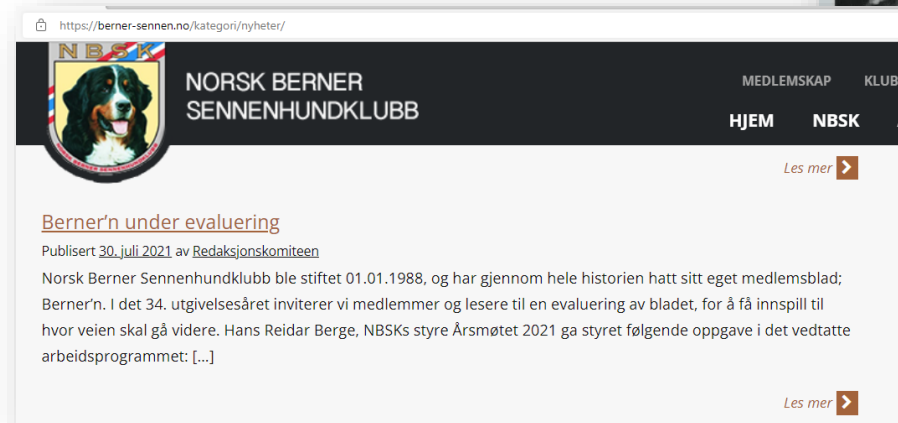 https://berner-sennen.no/kategori/nyheter/
NBSK
NORSK BERNER
SENNENHUNDKLUBB
NORSK BERNER SENNENHUNDKLUBB
MEDLEMSKAP KLUB
HJEM NBSK
Les mer
Berner’n under evaluering
Publisert 30. juli 2021 av Redaksjonskomiteen
Norsk Berner Sennenhundklubb ble stiftet 01.01.1988, og har gjennom hele historien hatt sitt eget medlemsblad;
Berner’n. I det 34. utgivelsesåret inviterer vi medlemmer og lesere til en evaluering av bladet, for å få innspill til
hvor veien skal gå videre. Hans Reidar Berge, NBSKs styre Årsmøtet 2021 ga styret følgende oppgave i det vedtatte
arbeidsprogrammet: […]
Les mer